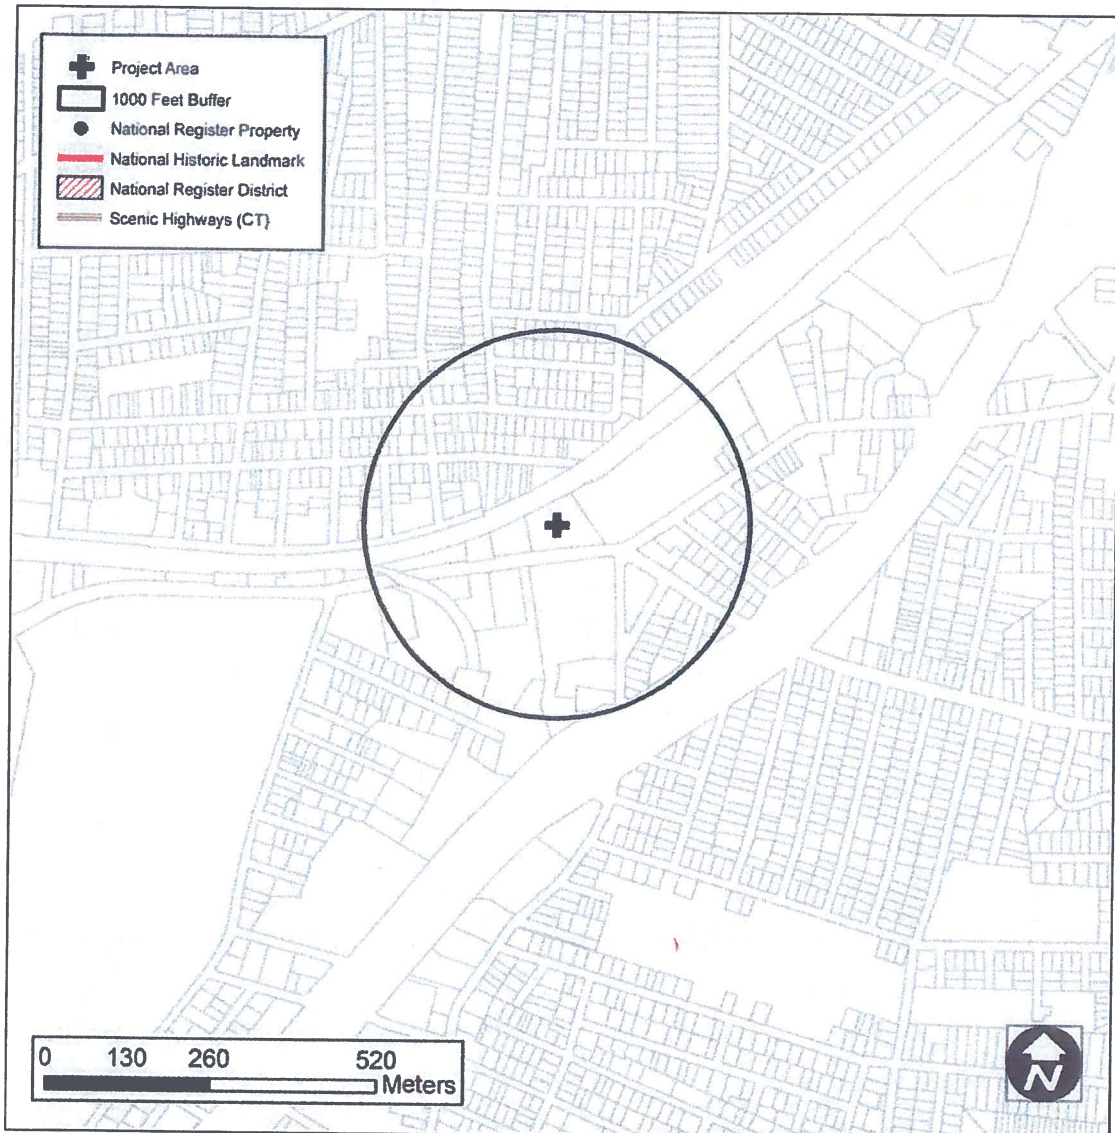 Project Area
1000 Feet Buffer
National Register Property
National Historic Landmark
National Register District
Scenic Highways (CT)
0 130 260 520
Meters
N